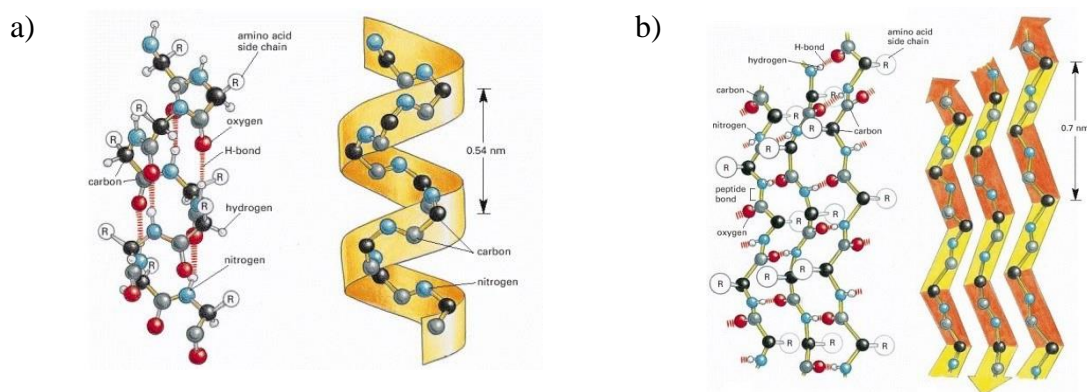 a)
amino acid
side chain
R
R
R
oxygen
H-bond
R
carbon
R
R
hydrogen
R
R
nitrogen
R
0.54 nm
carbon
nitrogen
b)
H-bond
amino acid
side chain
hydrogen
R
carbon
R
R
nitrogen
R
R
carbon
R
peptide
bond
R
R
oxygen
R
R
R
R
R
R
0.7 nm